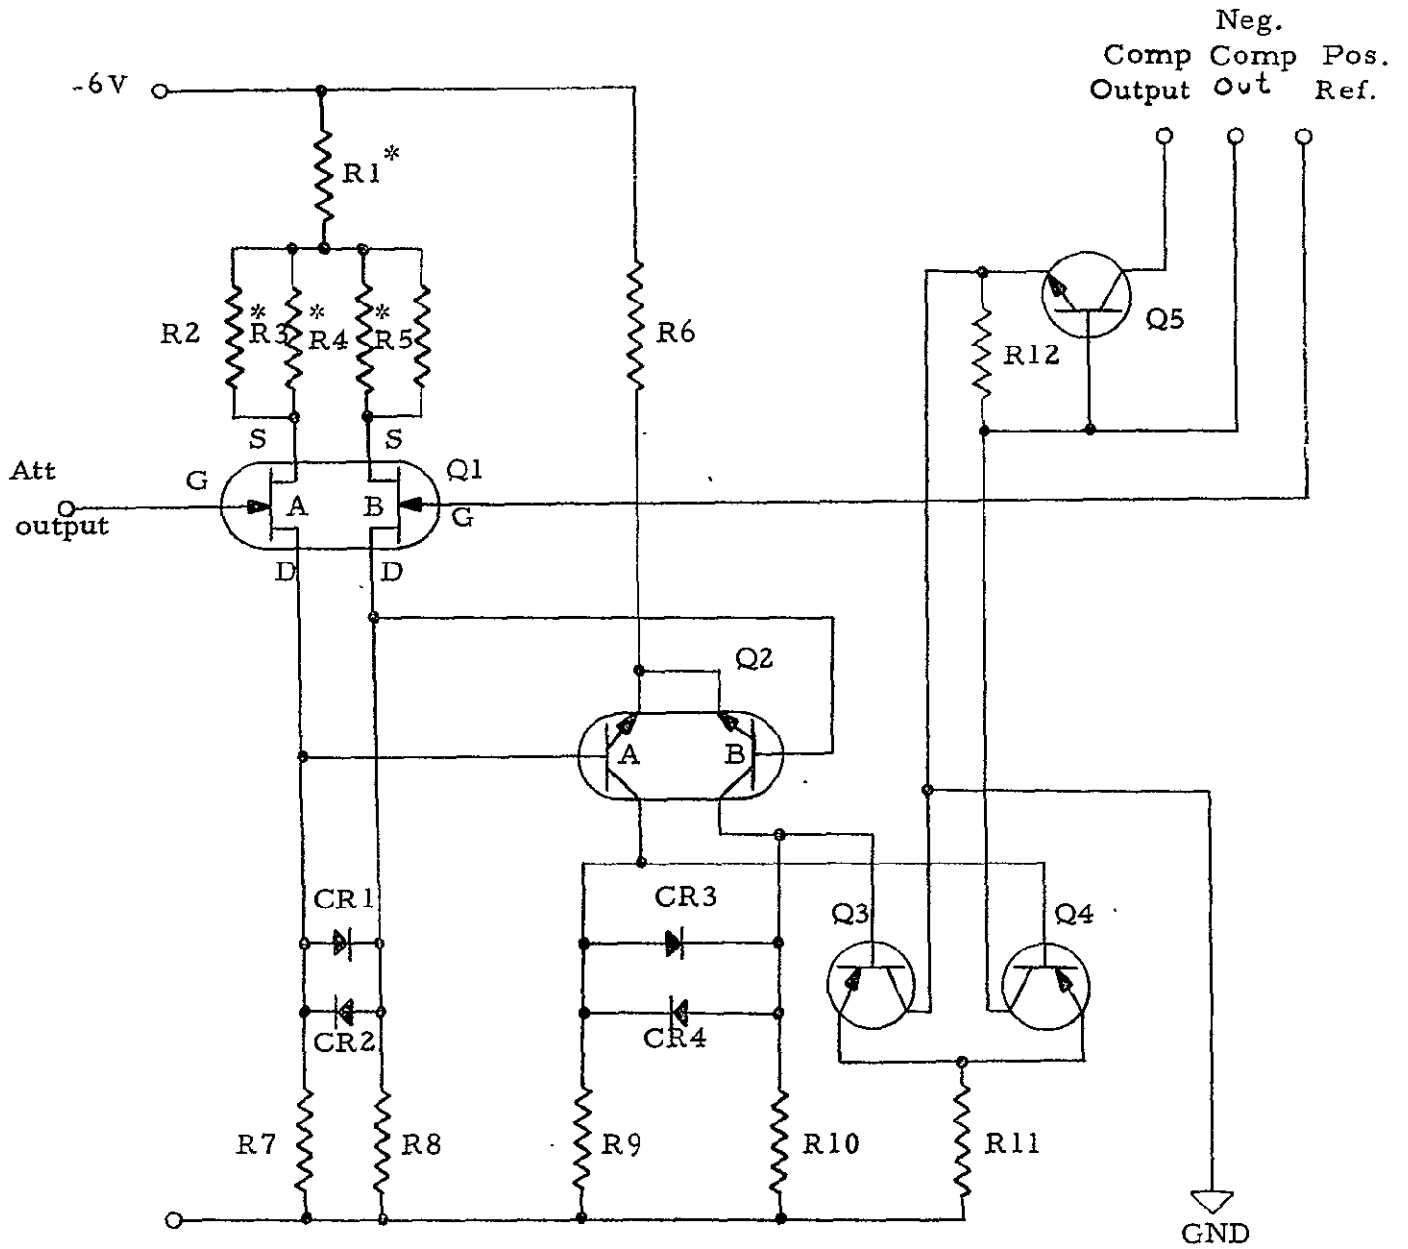 Neg.
Comp Comp Pos.
Output Out Ref.
-6V
R1*
R2 *R3 *R4 *R5
R6
Q5
R12
S S
Att
output
G A B Q1
G
D D
Q2
A B
CR1 CR3
Q3 Q4
CR2 CR4
R7 R8 R9 R10 R11
GND